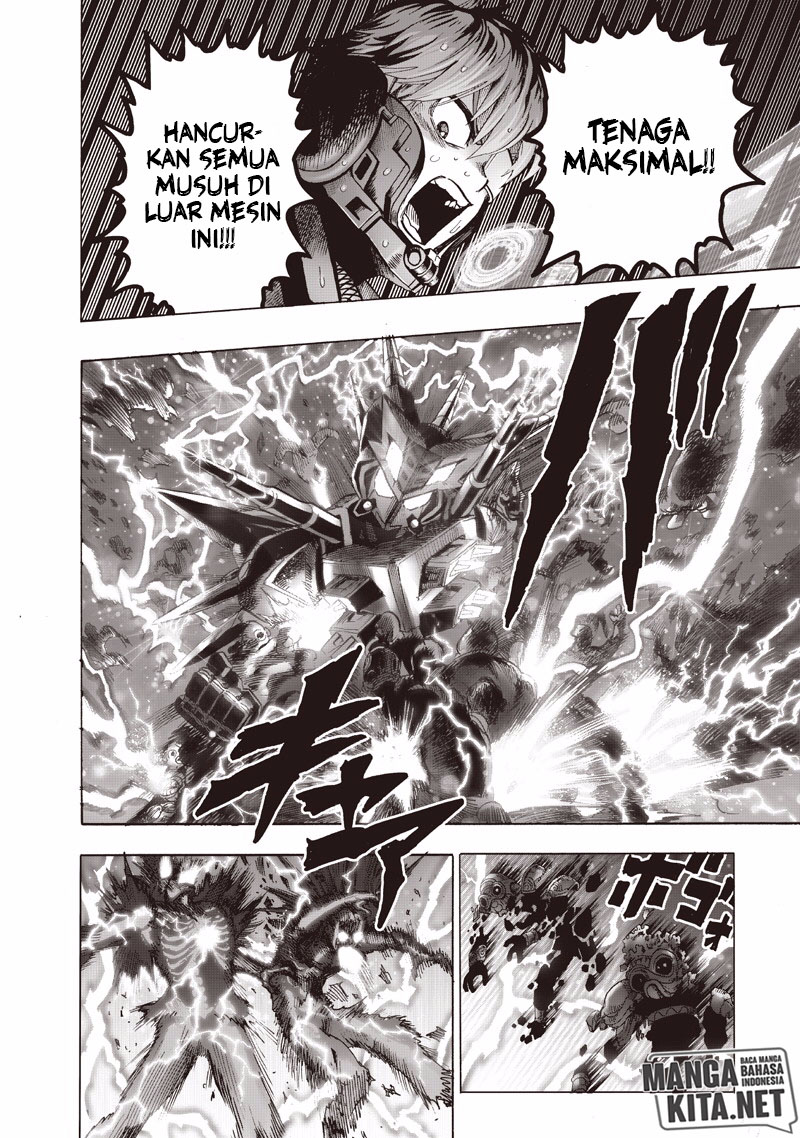 TENAGA
MAKSIMAL!!
HANCUR-
KAN SEMUA
MUSUH DI
LUAR MESIN
INI!!!
キャア
MANGA
KITA.NET
BACA MANGA
BAHASA
INDONESIA